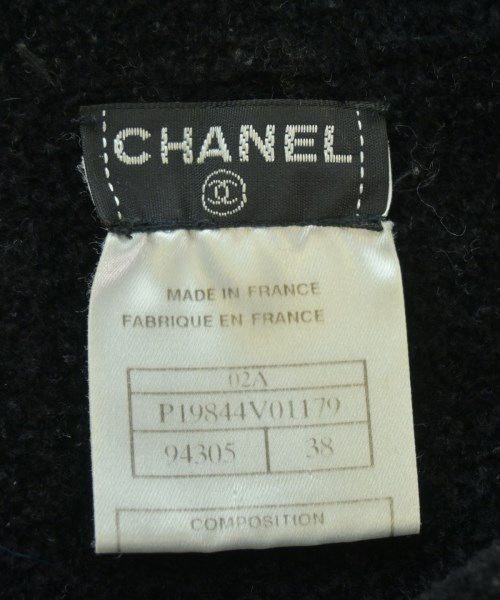 CHANEL
MADE IN FRANCE
FABRIQUE EN FRANCE
02A
P19844V01179
94305 38
COMPOSITION